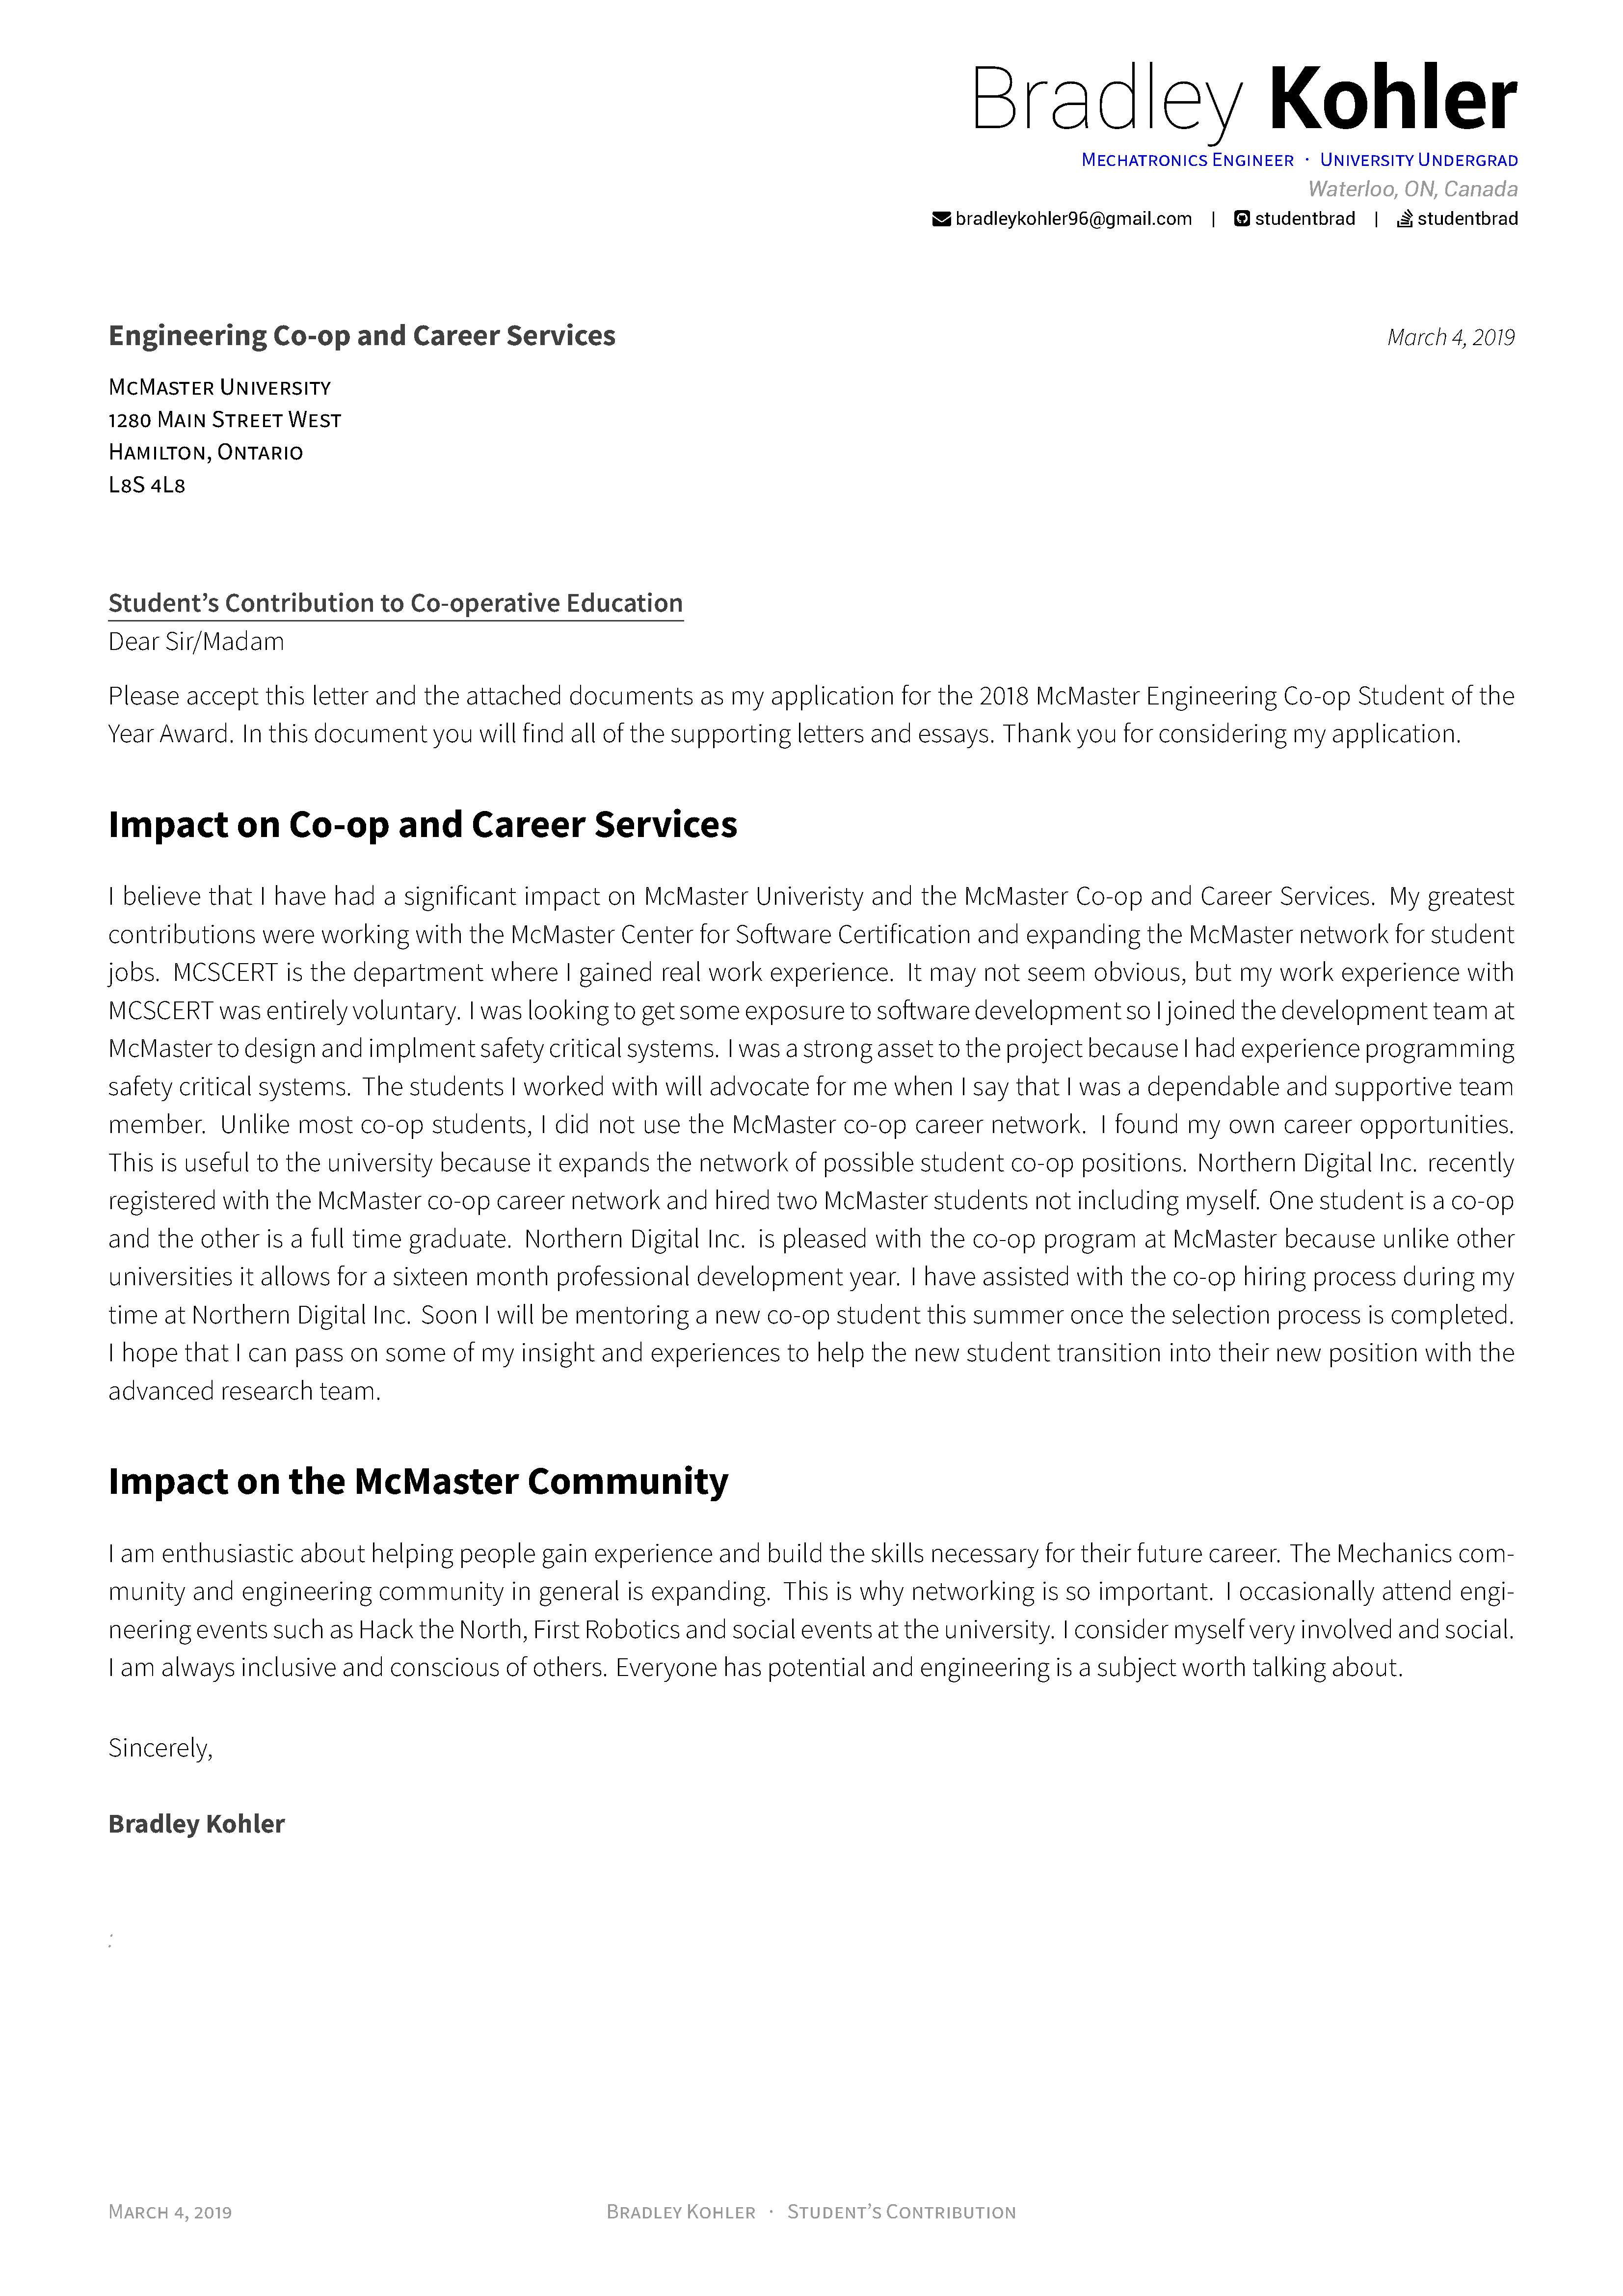 Bradley Kohler
Mechatronics Engineer · University Undergrad
Waterloo, ON, Canada
bradleykohler96@gmail.com | studentbrad | studentbrad
Engineering Co-op and Career Services
March 4, 2019
McMaster University
1280 Main Street West
Hamilton, Ontario
L8S 4L8
Student's Contribution to Co-operative Education
Dear Sir/Madam
Please accept this letter and the attached documents as my application for the 2018 McMaster Engineering Co-op Student of the
Year Award. In this document you will find all of the supporting letters and essays. Thank you for considering my application.
Impact on Co-op and Career Services
I believe that I have had a significant impact on McMaster Univeristy and the McMaster Co-op and Career Services. My greatest
contributions were working with the McMaster Center for Software Certification and expanding the McMaster network for student
jobs. MCSCERT is the department where I gained real work experience. It may not seem obvious, but my work experience with
MCSCERT was entirely voluntary. I was looking to get some exposure to software development so I joined the development team at
McMaster to design and implment safety critical systems. I was a strong asset to the project because I had experience programming
safety critical systems. The students I worked with will advocate for me when I say that I was a dependable and supportive team
member. Unlike most co-op students, I did not use the McMaster co-op career network. I found my own career opportunities.
This is useful to the university because it expands the network of possible student co-op positions. Northern Digital Inc. recently
registered with the McMaster co-op career network and hired two McMaster students not including myself. One student is a co-op
and the other is a full time graduate. Northern Digital Inc. is pleased with the co-op program at McMaster because unlike other
universities it allows for a sixteen month professional development year. I have assisted with the co-op hiring process during my
time at Northern Digital Inc. Soon I will be mentoring a new co-op student this summer once the selection process is completed.
I hope that I can pass on some of my insight and experiences to help the new student transition into their new position with the
advanced research team.
Impact on the McMaster Community
I am enthusiastic about helping people gain experience and build the skills necessary for their future career. The Mechanics com-
munity and engineering community in general is expanding. This is why networking is so important. I occasionally attend engi-
neering events such as Hack the North, First Robotics and social events at the university. I consider myself very involved and social.
I am always inclusive and conscious of others. Everyone has potential and engineering is a subject worth talking about.
Sincerely,
Bradley Kohler
:
March 4, 2019
Bradley Kohler · Student's Contribution